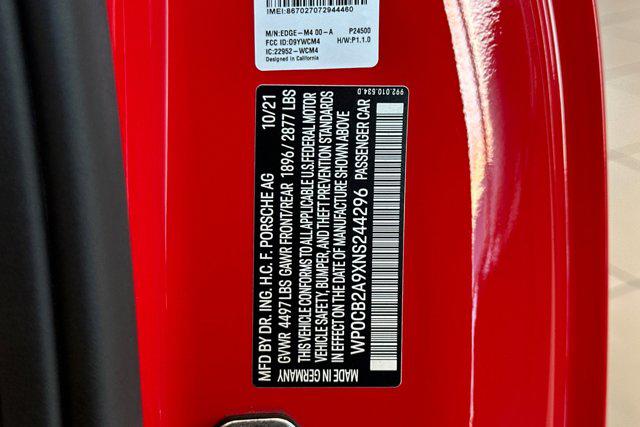 IMEI:867027072944460
M/N:EDGE-M4 00-A P24500
FCC ID:O9YWCM4 H/W:P1.1.0
IC:22952-WCM4
Designed in California
992.010.534.0
MFD. BY DR. ING. H.C. F. PORSCHE AG 10/21
GVWR 4497LBS GAWR FRONT/REAR 1896/2877 LBS
THIS VEHICLE CONFORMS TO ALL APPLICABLE U.S.FEDERAL MOTOR
VEHICLE SAFETY, BUMPER, AND THEFT PREVENTION STANDARDS
IN EFFECT ON THE DATE OF MANUFACTURE SHOWN ABOVE
WP0CB2A9XNS244296 PASSENGER CAR
MADE IN GERMANY